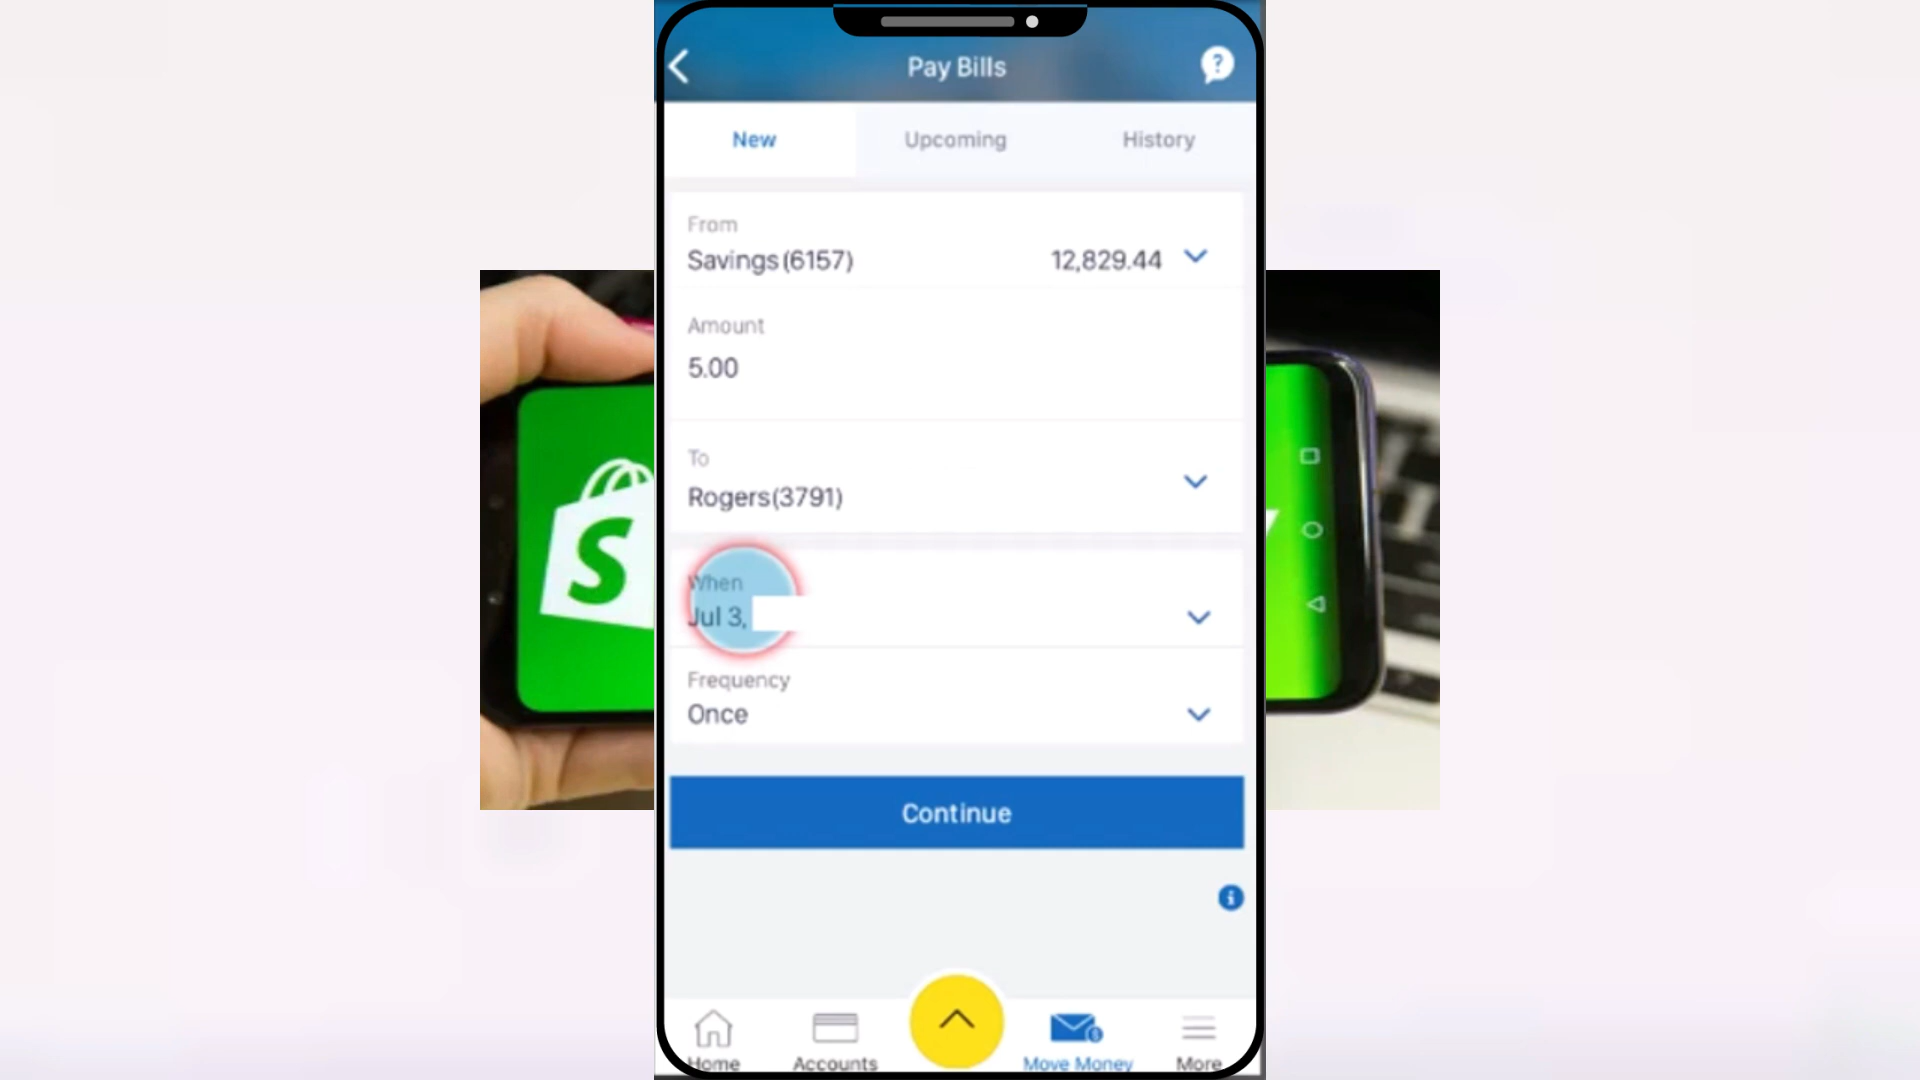 Pay Bills
?
New Upcoming History
From
Savings(6157) 12,829.44
Amount
5.00
To
Rogers(3791)
When
Jul 3,
Frequency
Once
Continue
i
Home Accounts Move Money More
S